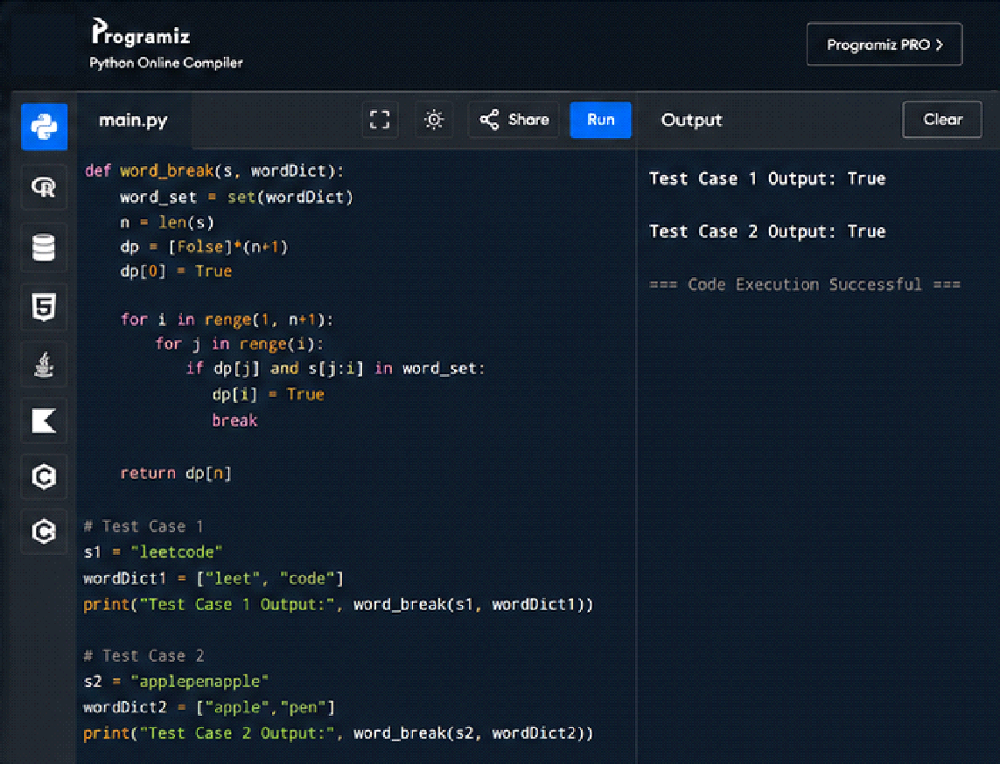 Programiz
Python Online Compiler
Programiz PRO >
main.py
Share
Run
Output
Clear
def word_break(s, wordDict):
    word_set = set(wordDict)
    n = len(s)
    dp = [Folse]*(n+1)
    dp[0] = True
    for i in renge(1, n+1):
        for j in renge(i):
            if dp[j] and s[j:i] in word_set:
                dp[i] = True
                break
    return dp[n]
# Test Case 1
s1 = "leetcode"
wordDict1 = ["leet", "code"]
print("Test Case 1 Output:", word_break(s1, wordDict1))
# Test Case 2
s2 = "applepenapple"
wordDict2 = ["apple","pen"]
print("Test Case 2 Output:", word_break(s2, wordDict2))
Test Case 1 Output: True
Test Case 2 Output: True
=== Code Execution Successful ===